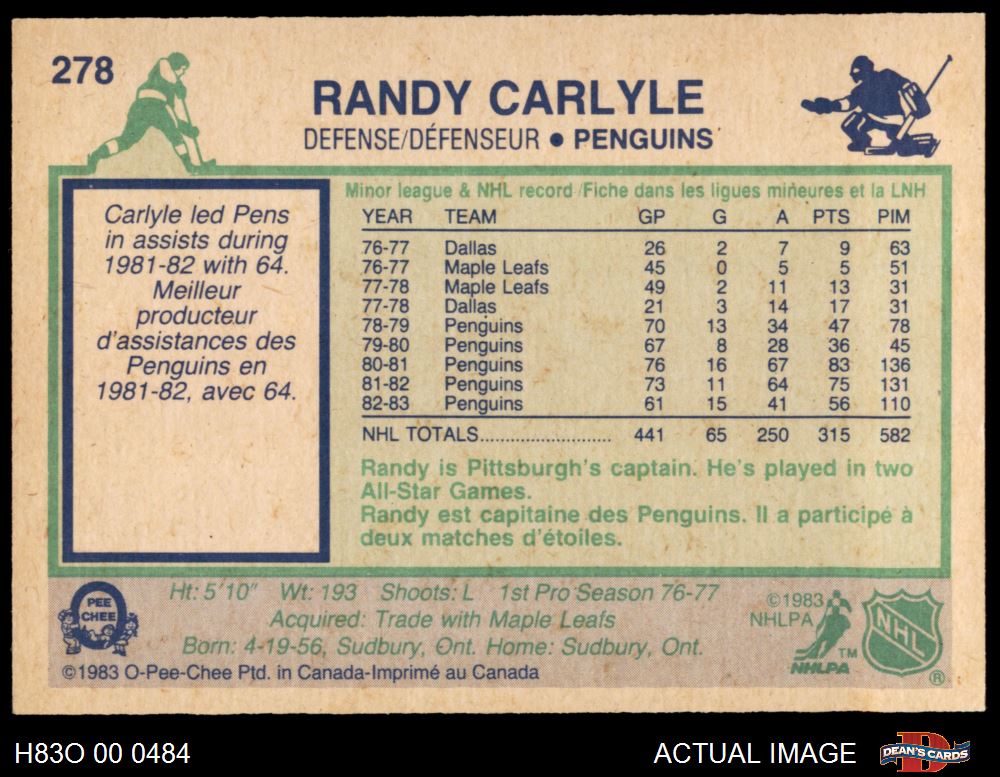 278
RANDY CARLYLE
DEFENSE/DÉFENSEUR • PENGUINS
Carlyle led Pens
in assists during
1981-82 with 64.
Meilleur
producteur
d'assistances des
Penguins en
1981-82, avec 64.
Minor league & NHL record/Fiche dans les ligues mineures et la LNH
YEAR TEAM GP G A PTS PIM
76-77 Dallas 26 2 7 9 63
76-77 Maple Leafs 45 0 5 5 51
77-78 Maple Leafs 49 2 11 13 31
77-78 Dallas 21 3 14 17 31
78-79 Penguins 70 13 34 47 78
79-80 Penguins 67 8 28 36 45
80-81 Penguins 76 16 67 83 136
81-82 Penguins 73 11 64 75 131
82-83 Penguins 61 15 41 56 110
NHL TOTALS............................ 441 65 250 315 582
Randy is Pittsburgh's captain. He's played in two
All-Star Games.
Randy est capitaine des Penguins. Il a participé à
deux matches d'étoiles.
PEE
CHEE
Ht: 5'10" Wt: 193 Shoots: L 1st Pro Season 76-77
Acquired: Trade with Maple Leafs
Born: 4-19-56, Sudbury, Ont. Home: Sudbury, Ont.
©1983 O-Pee-Chee Ptd. in Canada-Imprimé au Canada
©1983
NHLPA
TM
NHLPA
NHL
®
H83O 00 0484
ACTUAL IMAGE
D
DEAN'S CARDS